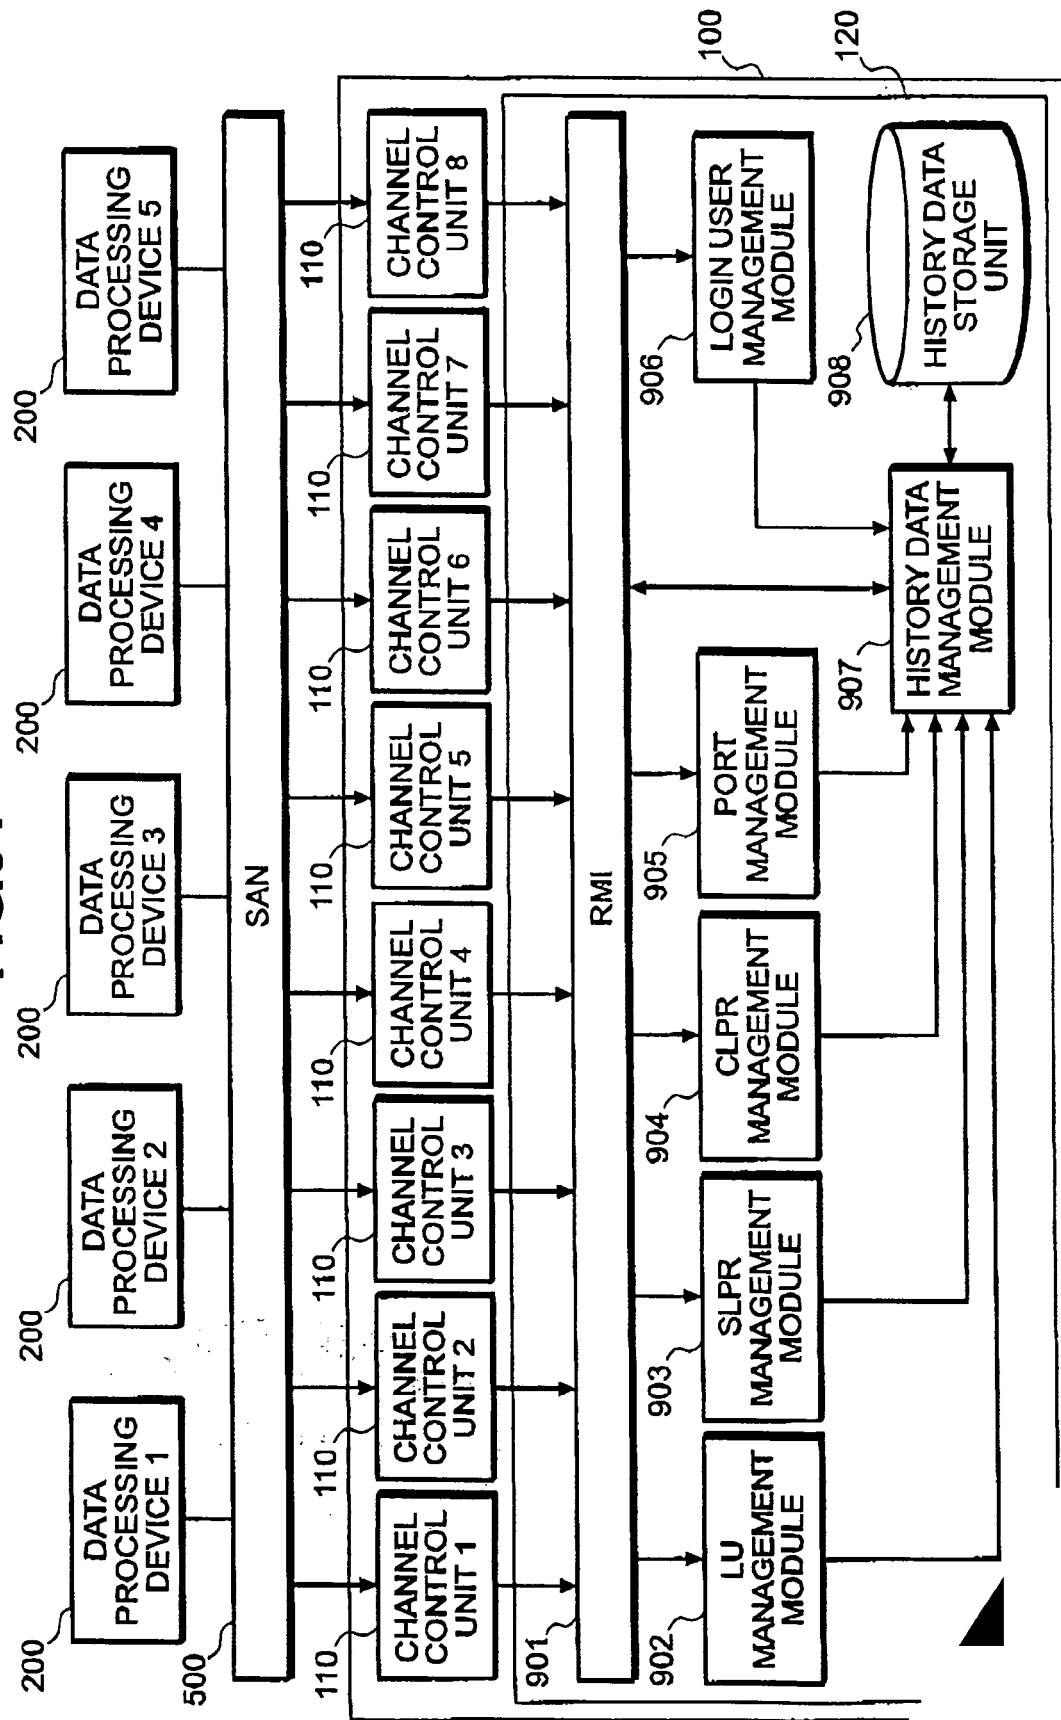 200
DATA
PROCESSING
DEVICE 1
200
DATA
PROCESSING
DEVICE 2
200
DATA
PROCESSING
DEVICE 3
200
DATA
PROCESSING
DEVICE 4
200
DATA
PROCESSING
DEVICE 5
500
SAN
110
CHANNEL
CONTROL
UNIT 1
110
CHANNEL
CONTROL
UNIT 2
110
CHANNEL
CONTROL
UNIT 3
110
CHANNEL
CONTROL
UNIT 4
110
CHANNEL
CONTROL
UNIT 5
110
CHANNEL
CONTROL
UNIT 6
110
CHANNEL
CONTROL
UNIT 7
110
CHANNEL
CONTROL
UNIT 8
100
120
901
RMI
902
LU
MANAGEMENT
MODULE
903
SLPR
MANAGEMENT
MODULE
904
CLPR
MANAGEMENT
MODULE
905
PORT
MANAGEMENT
MODULE
906
LOGIN USER
MANAGEMENT
MODULE
907
HISTORY DATA
MANAGEMENT
MODULE
908
HISTORY DATA
STORAGE
UNIT